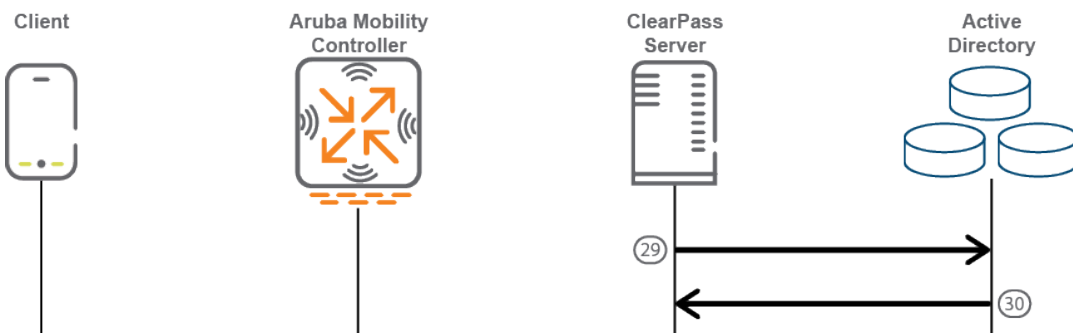 Client
Aruba Mobility
Controller
ClearPass
Server
Active
Directory
29
30